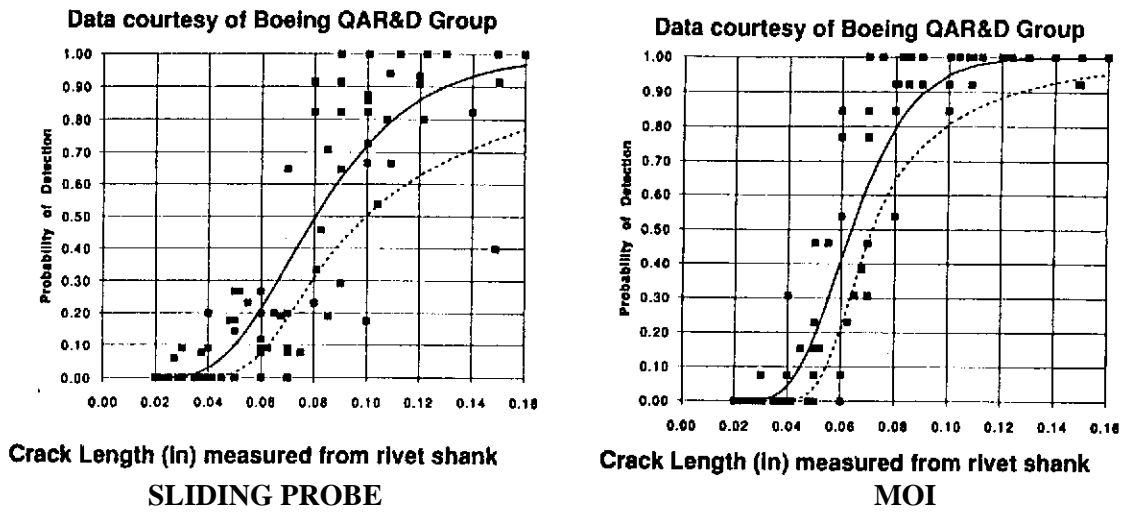 Data courtesy of Boeing QAR&D Group
1.00
0.90
0.80
0.70
0.60
0.50
0.40
0.30
0.20
0.10
0.00
Probability of Detection
0.00 0.02 0.04 0.06 0.08 0.10 0.12 0.14 0.16
Crack Length (in) measured from rivet shank
SLIDING PROBE
Data courtesy of Boeing QAR&D Group
1.00
0.90
0.80
0.70
0.60
0.50
0.40
0.30
0.20
0.10
0.00
Probability of Detection
0.00 0.02 0.04 0.06 0.08 0.10 0.12 0.14 0.16
Crack Length (in) measured from rivet shank
MOI